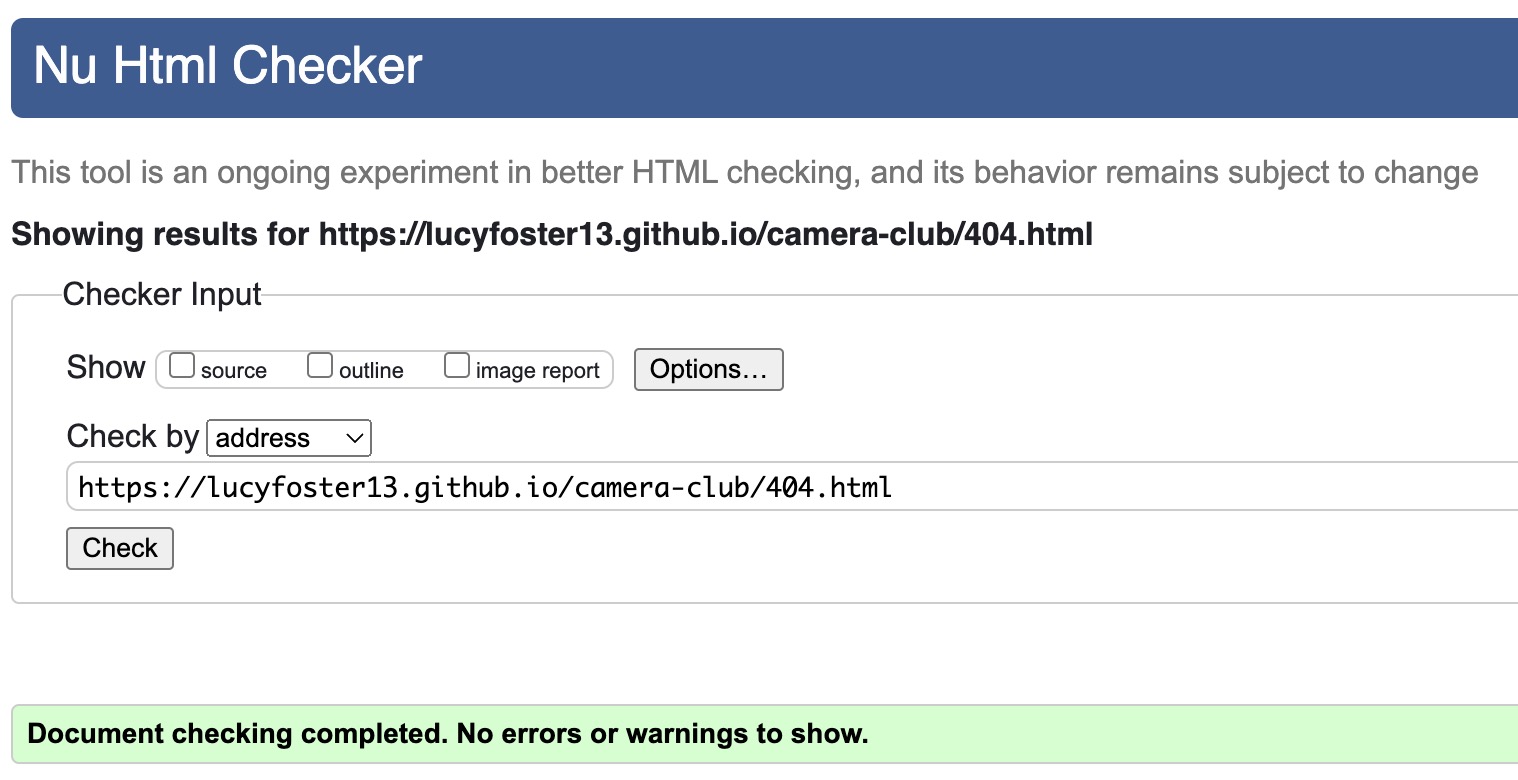 Nu Html Checker
This tool is an ongoing experiment in better HTML checking, and its behavior remains subject to change
Showing results for https://lucyfoster13.github.io/camera-club/404.html
Checker Input
Show source outline image report Options…
Check by address
https://lucyfoster13.github.io/camera-club/404.html
Check
Document checking completed. No errors or warnings to show.